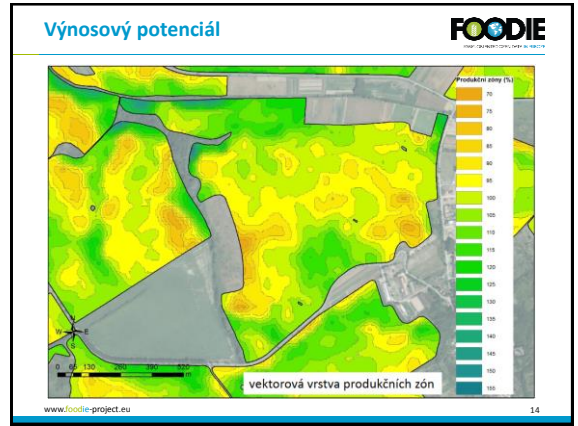 Výnosový potenciál
FOODIE
Produkční zóny (%)
70
75
80
85
90
95
100
105
110
115
120
125
130
135
140
145
150
155
N
W E
S
0 65 130 260 390 520
m
vektorová vrstva produkčních zón
www.foodie-project.eu
14